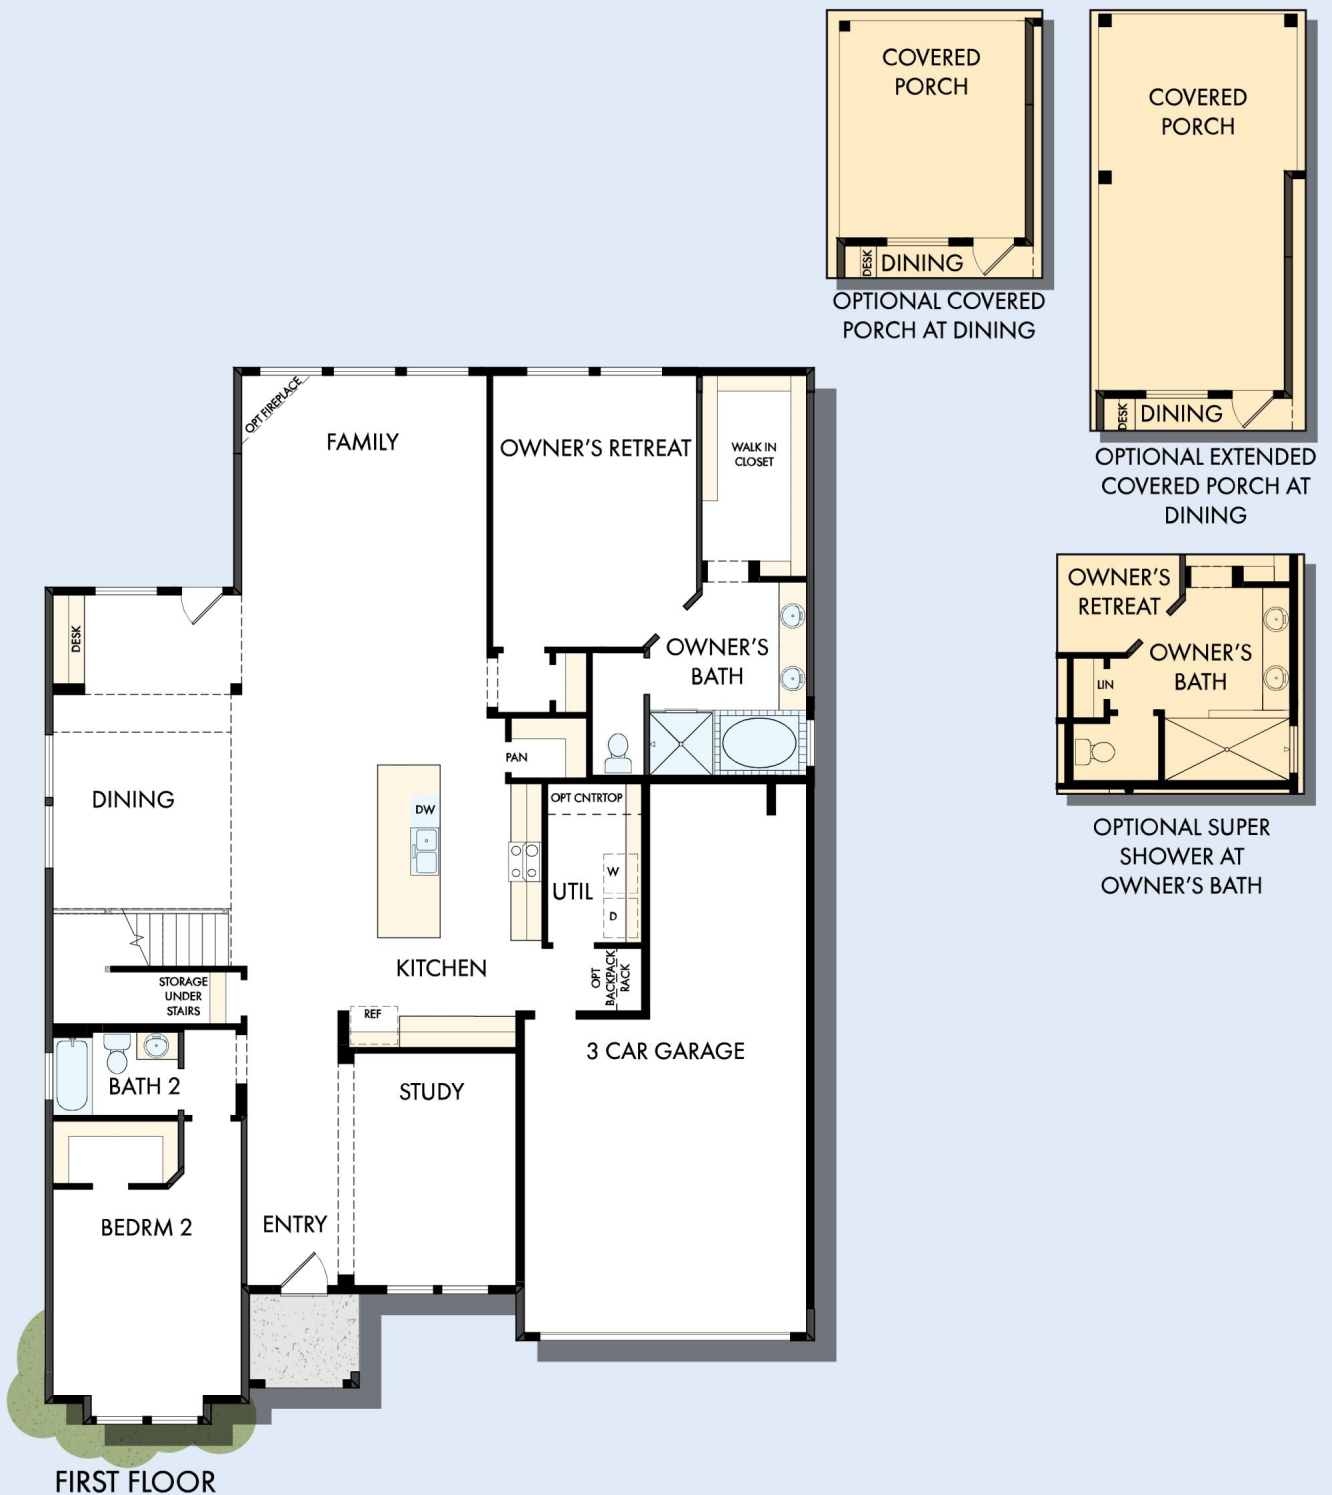 COVERED
PORCH
DESK
DINING
OPTIONAL COVERED
PORCH AT DINING
COVERED
PORCH
DESK
DINING
OPTIONAL EXTENDED
COVERED PORCH AT
DINING
OPT FIREPLACE
FAMILY
OWNER'S RETREAT
WALK IN
CLOSET
DESK
OWNER'S
BATH
PAN
DINING
DW
OPT CNTRTOP
W
UTIL
D
KITCHEN
OPT
BACKPACK
RACK
STORAGE
UNDER
STAIRS
REF
3 CAR GARAGE
BATH 2
STUDY
BEDRM 2
ENTRY
FIRST FLOOR
OWNER'S
RETREAT
OWNER'S
BATH
LIN
OPTIONAL SUPER
SHOWER AT
OWNER'S BATH